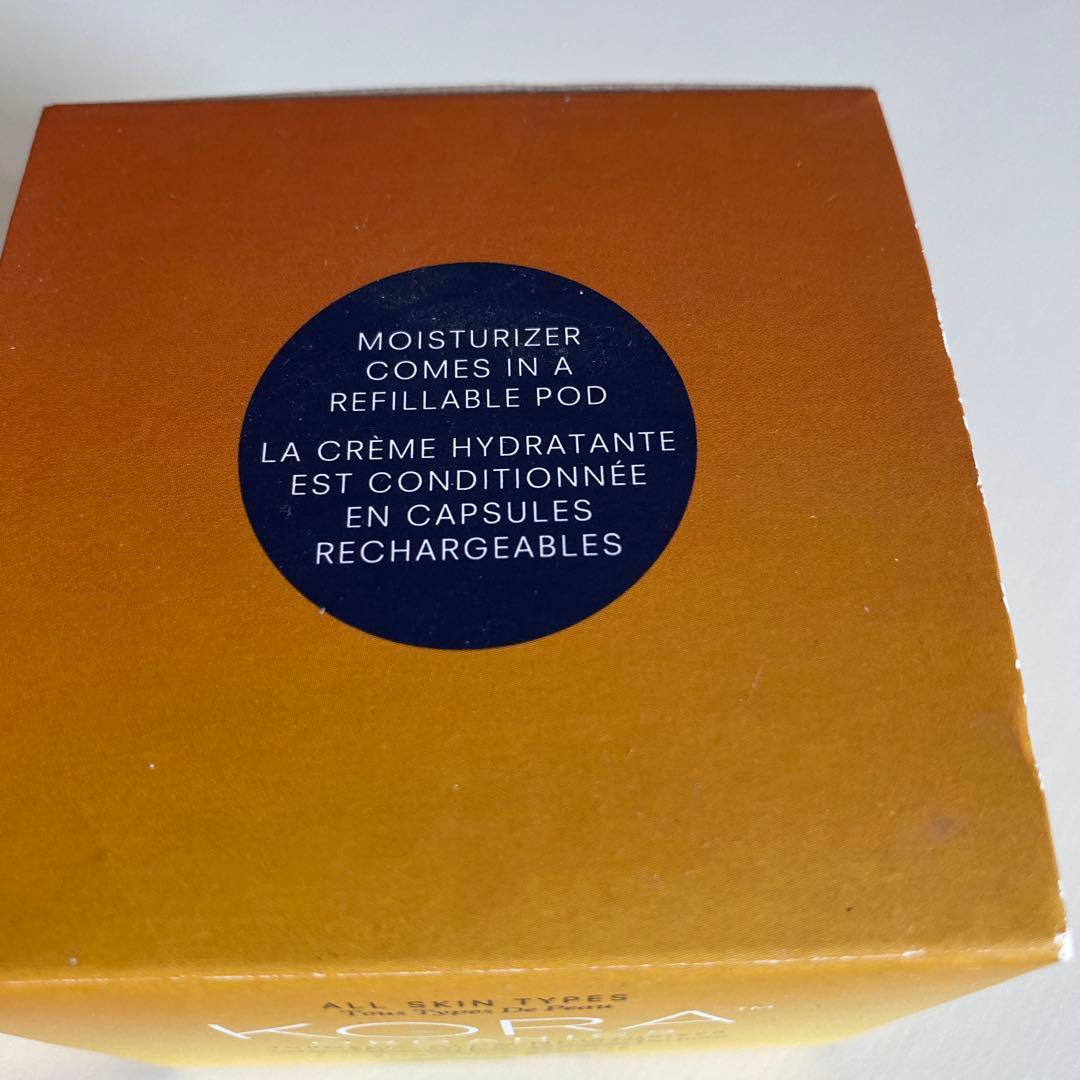 MOISTURIZER
COMES IN A
REFILLABLE POD
LA CRÈME HYDRATANTE
EST CONDITIONNÉE
EN CAPSULES
RECHARGEABLES
ALL SKIN TYPES
Tous Types De Peau
KORA™